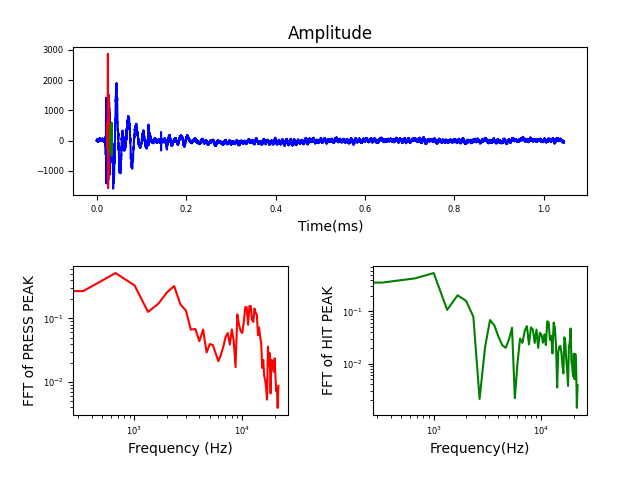 Amplitude
3000
2000
1000
0
−1000
0.0 0.2 0.4 0.6 0.8 1.0
Time(ms)
FFT of PRESS PEAK
10⁻¹
10⁻²
10³ 10⁴
Frequency (Hz)
FFT of HIT PEAK
10⁻¹
10⁻²
10³ 10⁴
Frequency(Hz)